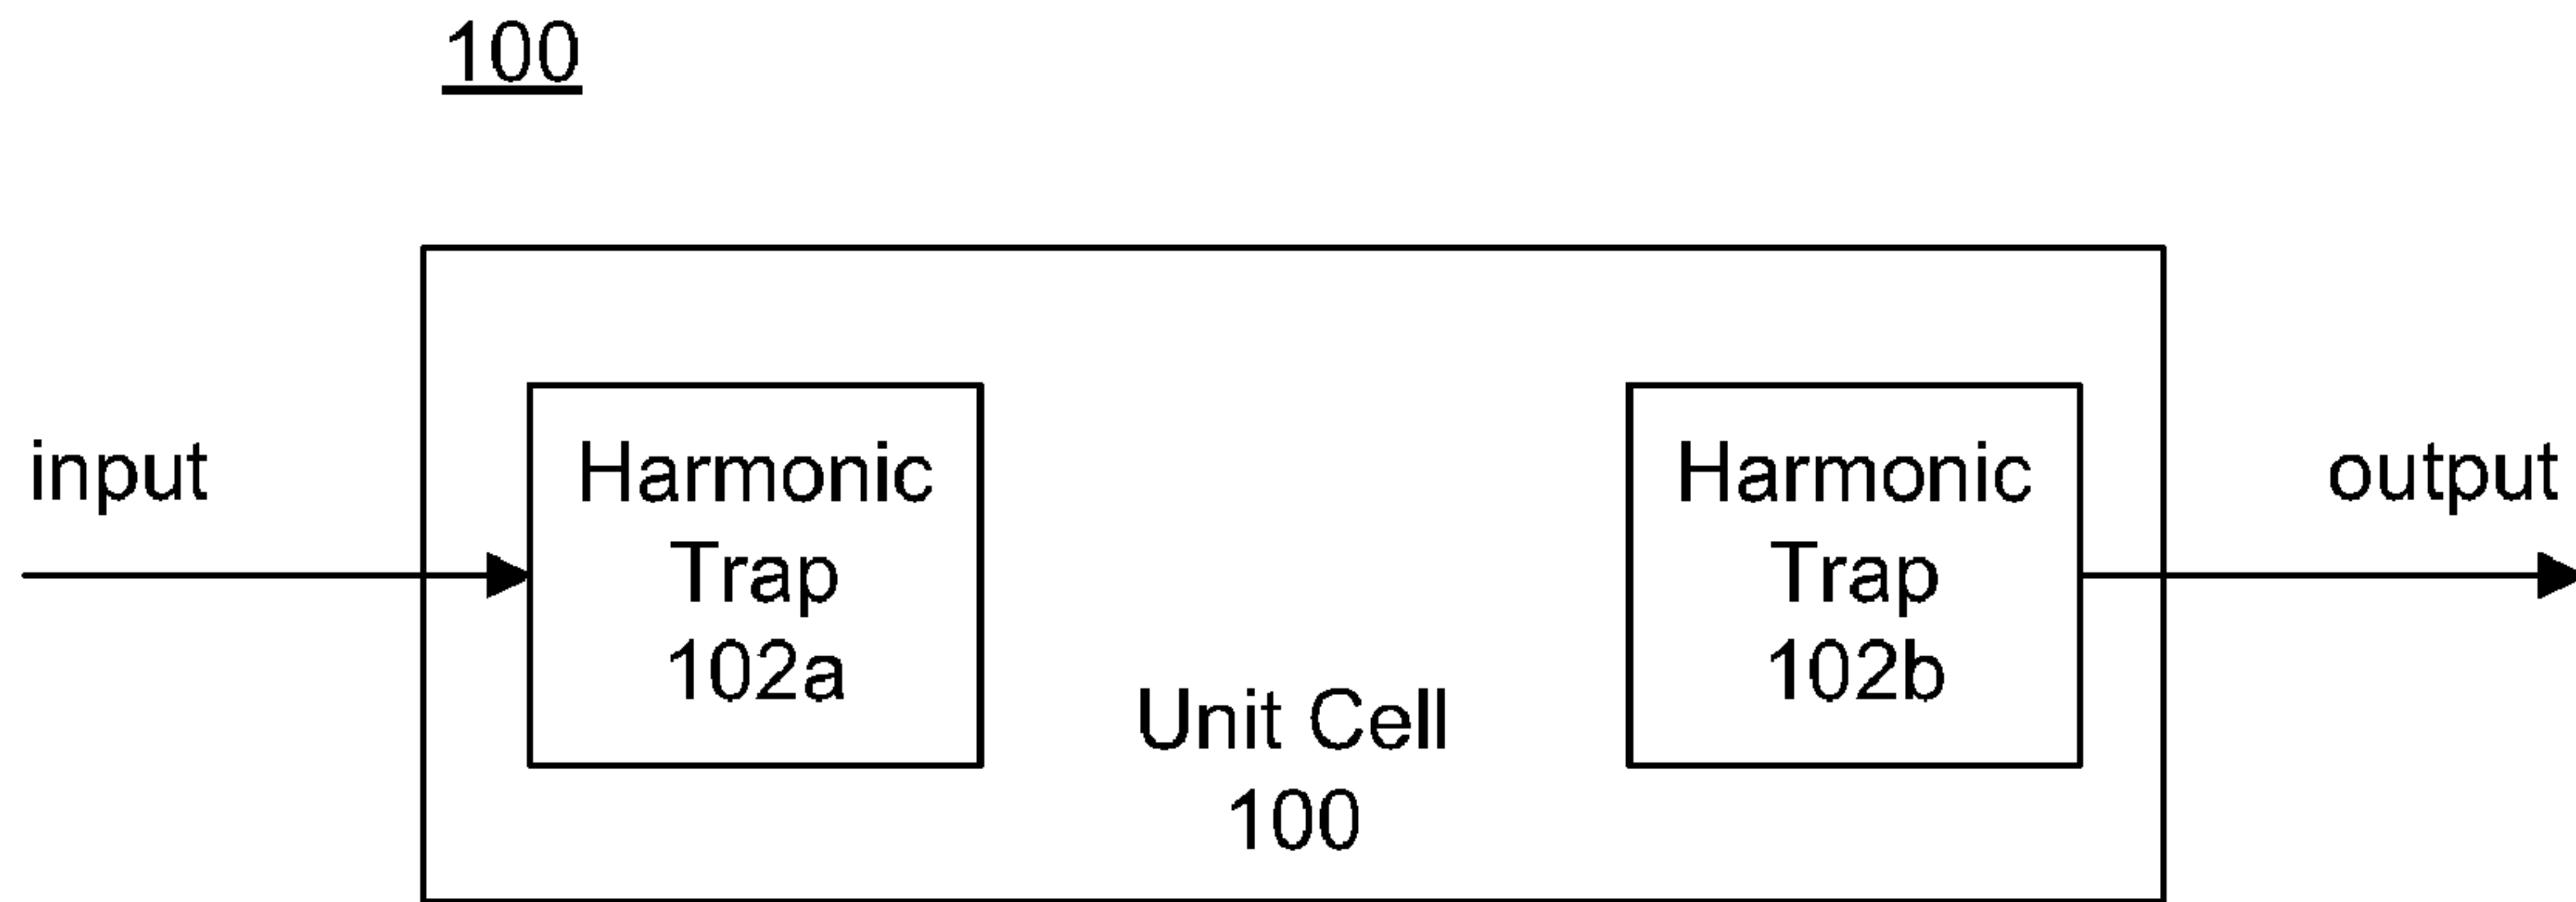 100
input
Harmonic
Trap
102a
Unit Cell
100
Harmonic
Trap
102b
output